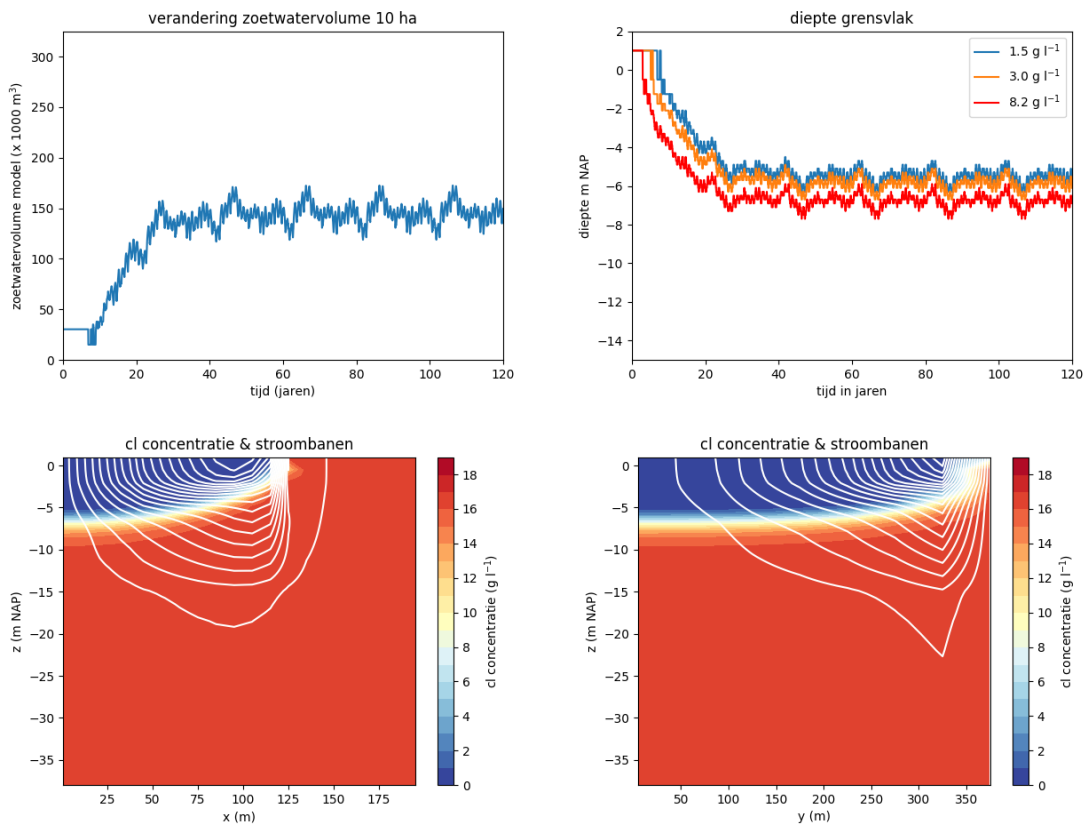 verandering zoetwatervolume 10 ha
zoetwatervolume model (x 1000 m³)
300
250
200
150
100
50
0
0 20 40 60 80 100 120
tijd (jaren)
diepte grensvlak
diepte m NAP
2
0
−2
−4
−6
−8
−10
−12
−14
1.5 g l⁻¹
3.0 g l⁻¹
8.2 g l⁻¹
0 20 40 60 80 100 120
tijd in jaren
cl concentratie & stroombanen
z (m NAP)
0
−5
−10
−15
−20
−25
−30
−35
25 50 75 100 125 150 175
x (m)
18
16
14
12
10
8
6
4
2
0
cl concentratie (g l⁻¹)
cl concentratie & stroombanen
z (m NAP)
0
−5
−10
−15
−20
−25
−30
−35
50 100 150 200 250 300 350
y (m)
18
16
14
12
10
8
6
4
2
0
cl concentratie (g l⁻¹)